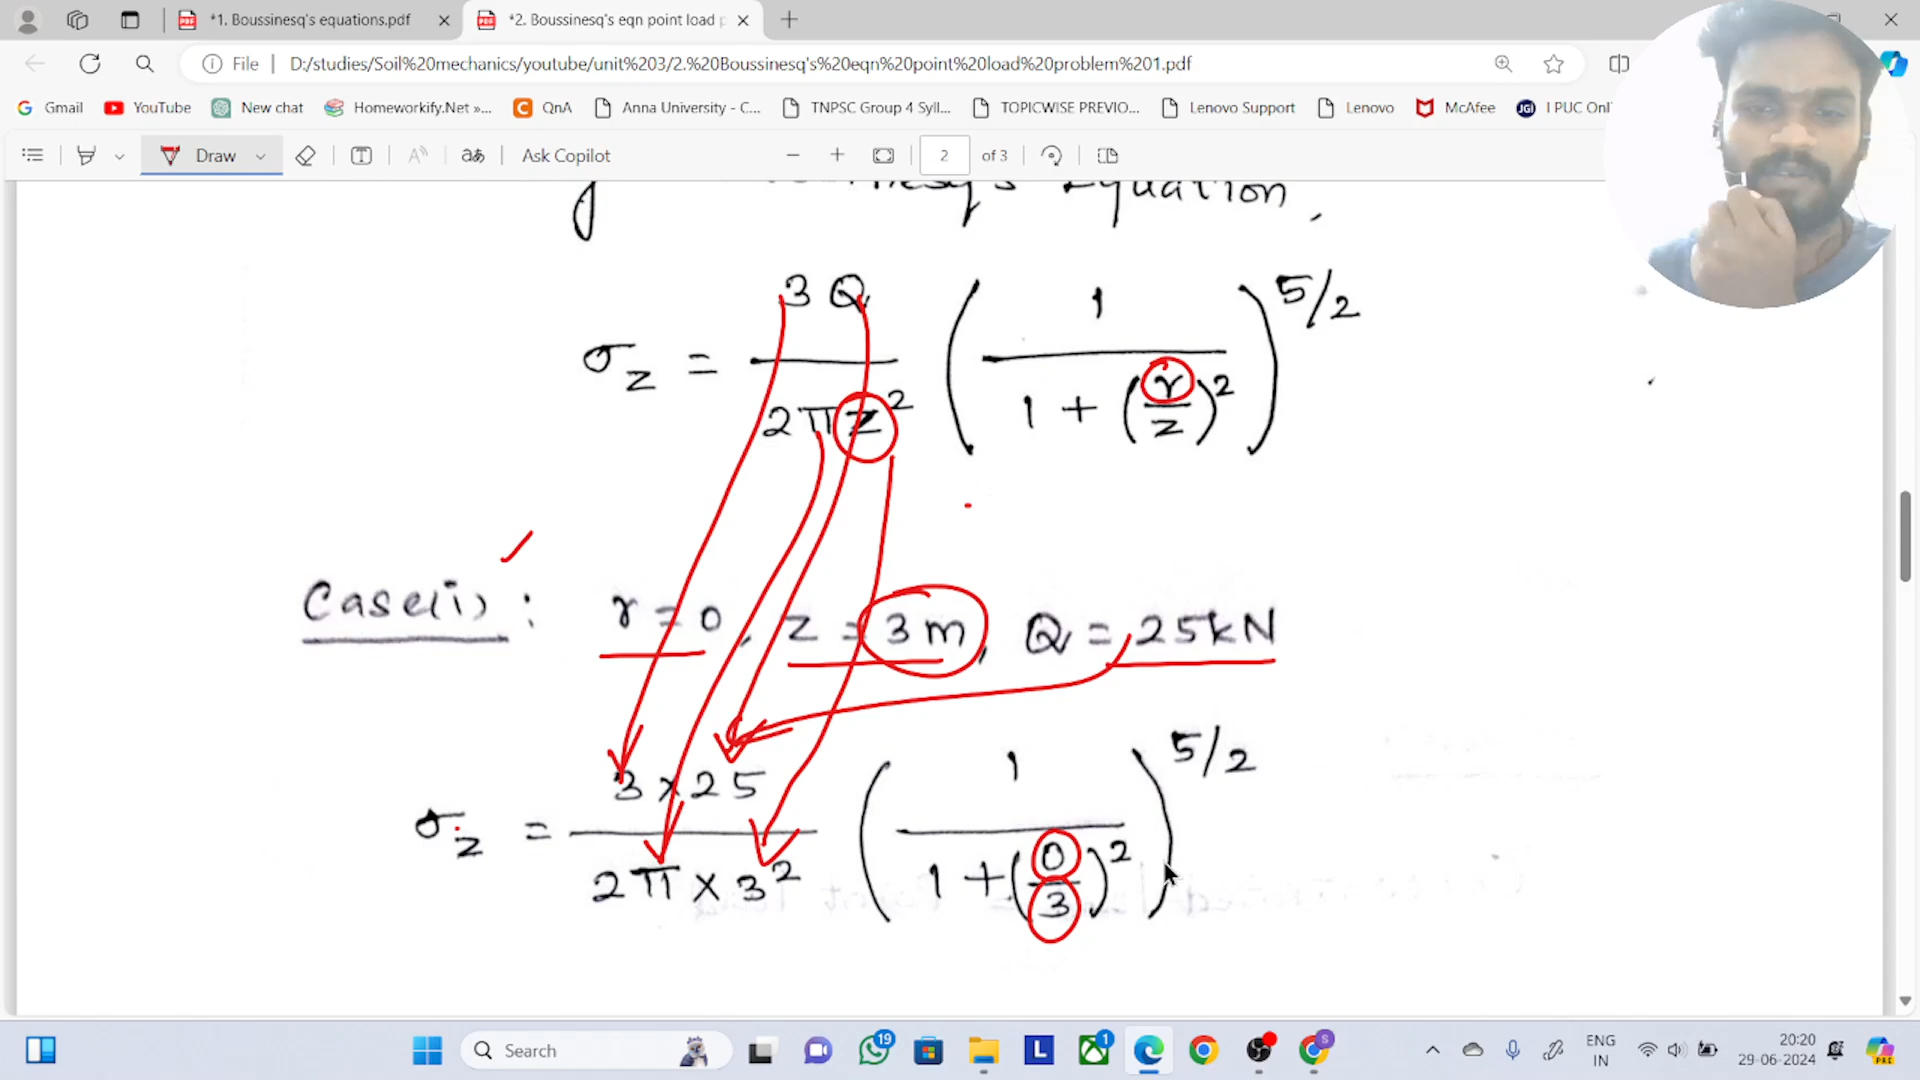 *1. Boussinesq's equations.pdf
*2. Boussinesq's eqn point load p
File D:/studies/Soil%20mechanics/youtube/unit%203/2.%20Boussinesq's%20eqn%20point%20load%20problem%201.pdf
Gmail YouTube New chat Homeworkify.Net »... QnA Anna University - C... TNPSC Group 4 Syll... TOPICWISE PREVIO... Lenovo Support Lenovo McAfee I PUC Onl
Draw Ask Copilot 2 of 3
Equation,
σz = 3Q / 2πz² ( 1 / 1 + (r/z)² )^5/2
Case(i) : r = 0, z = 3m, Q = 25kN
σz = 3 x 25 / 2π x 3² ( 1 / 1 + (0/3)² )^5/2
Search
19
1
ENG
IN
20:20
29-06-2024